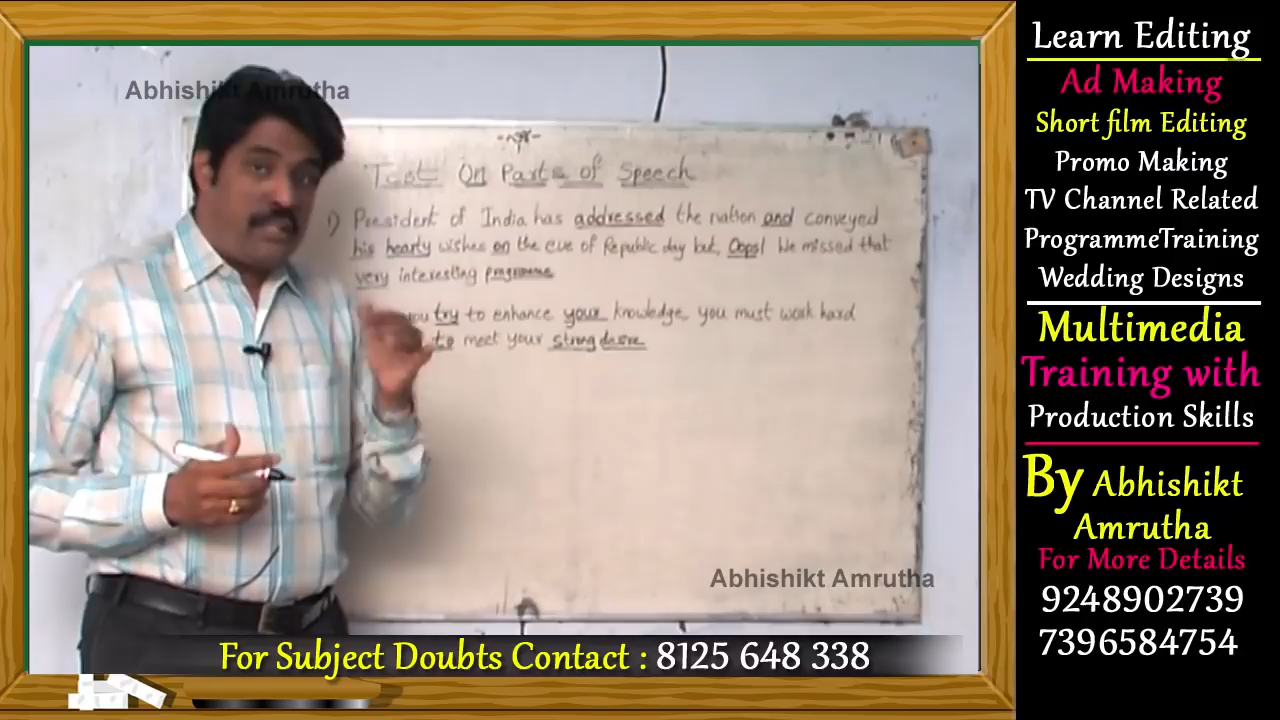 Abhishikt Amrutha
Test On Parts of Speech
1) President of India has addressed the nation and conveyed
his hearty wishes on the eve of Republic day but, Oops! We missed that
very interesting programme
you try to enhance your knowledge, you must work hard
to meet your strong desire
Abhishikt Amrutha
For Subject Doubts Contact : 8125 648 338
Learn Editing
Ad Making
Short film Editing
Promo Making
TV Channel Related
ProgrammeTraining
Wedding Designs
Multimedia
Training with
Production Skills
By Abhishikt
Amrutha
For More Details
9248902739
7396584754